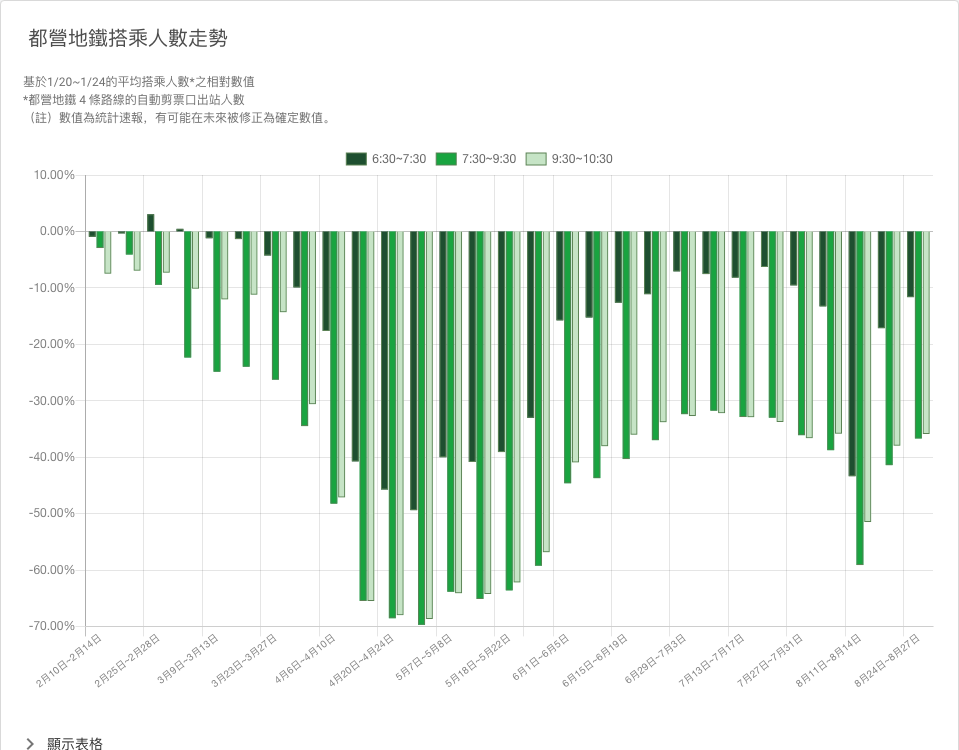 都營地鐵搭乘人數走勢
基於1/20~1/24的平均搭乘人數*之相對數值
*都營地鐵 4 條路線的自動剪票口出站人數
（註）數值為統計速報，有可能在未來被修正為確定數值。
6:30~7:30 7:30~9:30 9:30~10:30
10.00%
0.00%
-10.00%
-20.00%
-30.00%
-40.00%
-50.00%
-60.00%
-70.00%
2月10日~2月14日
2月25日~2月28日
3月9日~3月13日
3月23日~3月27日
4月6日~4月10日
4月20日~4月24日
5月7日~5月8日
5月18日~5月22日
6月1日~6月5日
6月15日~6月19日
6月29日~7月3日
7月13日~7月17日
7月27日~7月31日
8月11日~8月14日
8月24日~8月27日
顯示表格